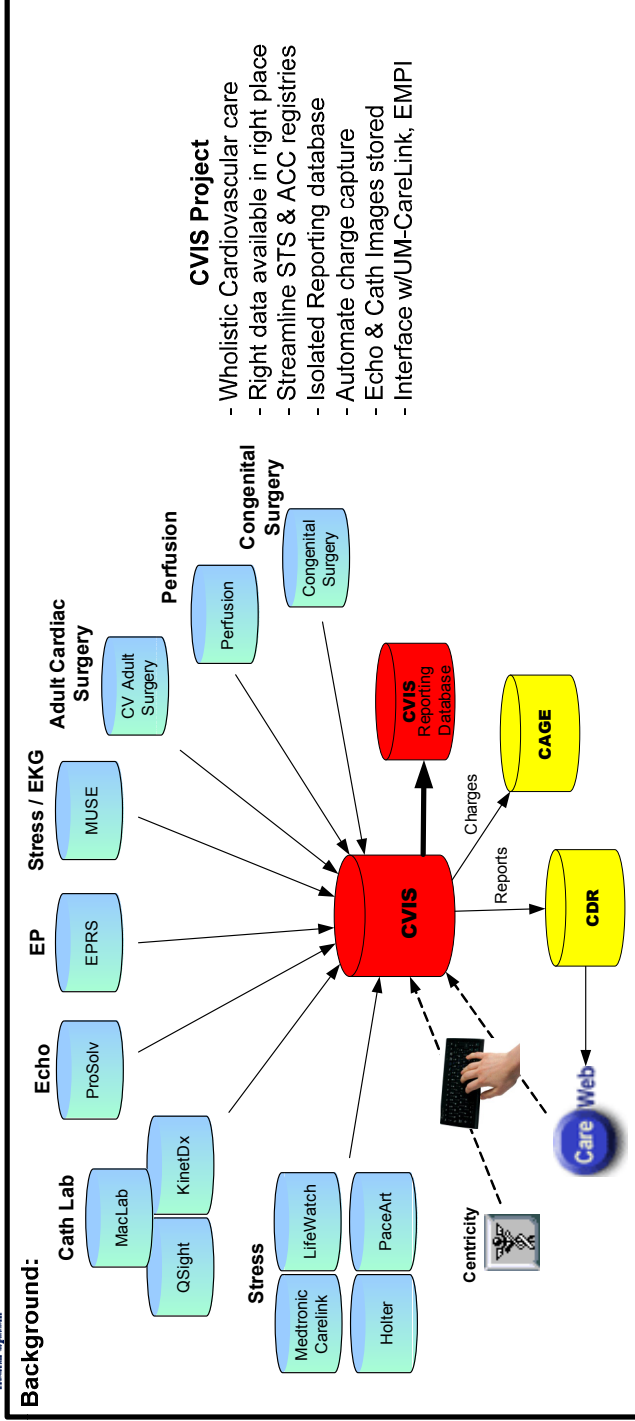 Background:
Cath Lab
MacLab
QSight
KinetDx
Echo
ProSolv
EP
EPRS
Stress / EKG
MUSE
Adult Cardiac
Surgery
CV Adult
Surgery
Perfusion
Perfusion
Congenital
Surgery
Congenital
Surgery
Stress
Medtronic
Carelink
LifeWatch
Holter
PaceArt
CVIS
CVIS
Reporting
Database
Charges
CAGE
Reports
CDR
Centricity
Care Web
CVIS Project
- Wholistic Cardiovascular care
- Right data available in right place
- Streamline STS & ACC registries
- Isolated Reporting database
- Automate charge capture
- Echo & Cath Images stored
- Interface w/UM-CareLink, EMPI